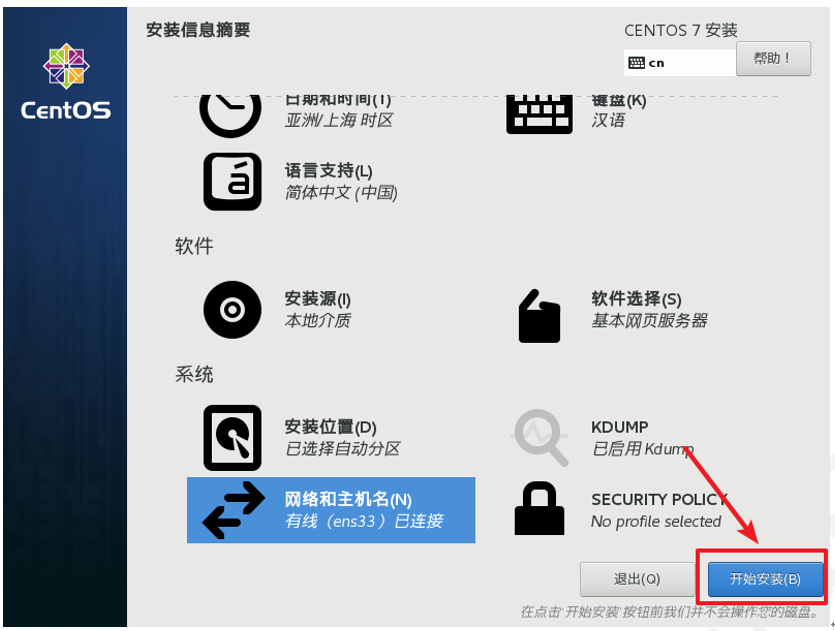 安装信息摘要
CENTOS 7 安装
cn
帮助！
CentOS
日期和时间(T)
亚洲/上海 时区
键盘(K)
汉语
语言支持(L)
简体中文 (中国)
软件
安装源(I)
本地介质
软件选择(S)
基本网页服务器
系统
安装位置(D)
已选择自动分区
KDUMP
已启用 Kdump
网络和主机名(N)
有线（ens33）已连接
SECURITY POLICY
No profile selected
退出(Q)
开始安装(B)
在点击'开始安装'按钮前我们并不会操作您的磁盘。